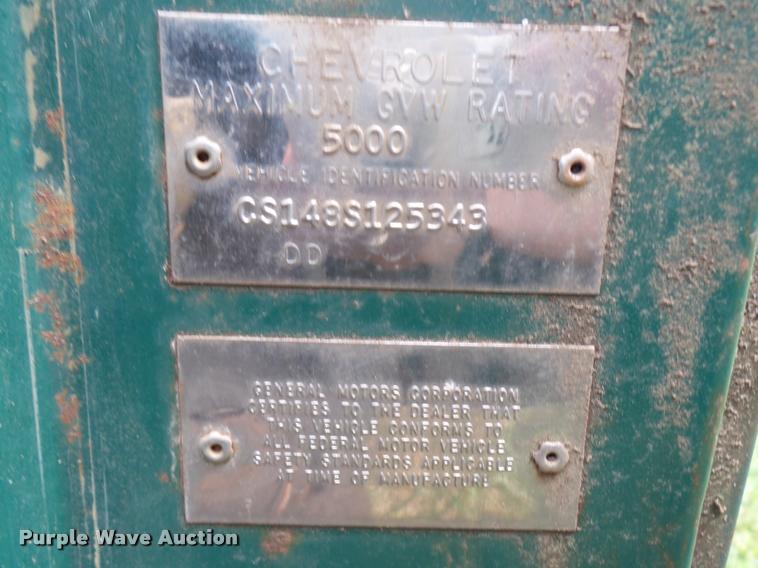 CHEVROLET
MAXIMUM GVW RATING
5000
VEHICLE IDENTIFICATION NUMBER
CS148S125343
DD
GENERAL MOTORS CORPORATION
CERTIFIES TO THE DEALER THAT
THIS VEHICLE CONFORMS TO
ALL FEDERAL MOTOR VEHICLE
SAFETY STANDARDS APPLICABLE
AT TIME OF MANUFACTURE
Purple Wave Auction